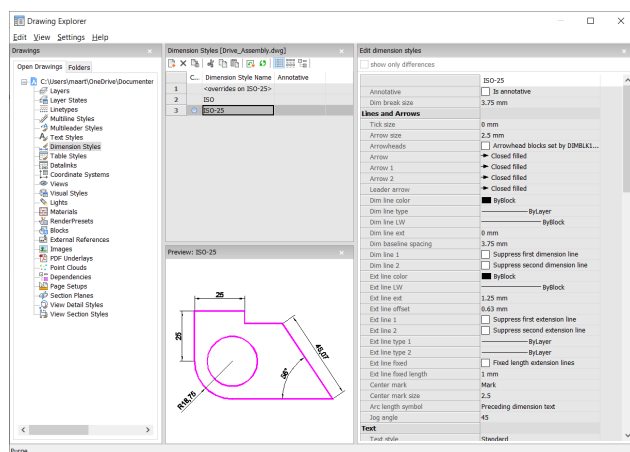 Drawing Explorer
Edit View Settings Help
Drawings
Open Drawings Folders
C:\Users\maart\OneDrive\Documenter
Layers
Layer States
Linetypes
Multiline Styles
Multileader Styles
Text Styles
Dimension Styles
Table Styles
Datalinks
Coordinate Systems
Views
Visual Styles
Lights
Materials
RenderPresets
Blocks
External References
Images
PDF Underlays
Point Clouds
Dependencies
Page Setups
Section Planes
View Detail Styles
View Section Styles
Purge
Dimension Styles [Drive_Assembly.dwg]
C... Dimension Style Name Annotative
1 <overrides on ISO-25>
2 ISO
3 ISO-25
Preview: ISO-25
25
25
45,07
56°
R18,75
Edit dimension styles
show only differences
ISO-25
Annotative Is annotative
Dim break size 3.75 mm
Lines and Arrows
Tick size 0 mm
Arrow size 2.5 mm
Arrowheads Arrowhead blocks set by DIMBLK1...
Arrow Closed filled
Arrow 1 Closed filled
Arrow 2 Closed filled
Leader arrow Closed filled
Dim line color ByBlock
Dim line type ByLayer
Dim line LW ByBlock
Dim line ext 0 mm
Dim baseline spacing 3.75 mm
Dim line 1 Suppress first dimension line
Dim line 2 Suppress second dimension line
Ext line color ByBlock
Ext line LW ByBlock
Ext line ext 1.25 mm
Ext line offset 0.63 mm
Ext line 1 Suppress first extension line
Ext line 2 Suppress second extension line
Ext line type 1 ByLayer
Ext line type 2 ByLayer
Ext line fixed Fixed length extension lines
Ext line fixed length 1 mm
Center mark Mark
Center mark size 2.5
Arc length symbol Preceding dimension text
Jog angle 45
Text
Text style Standard